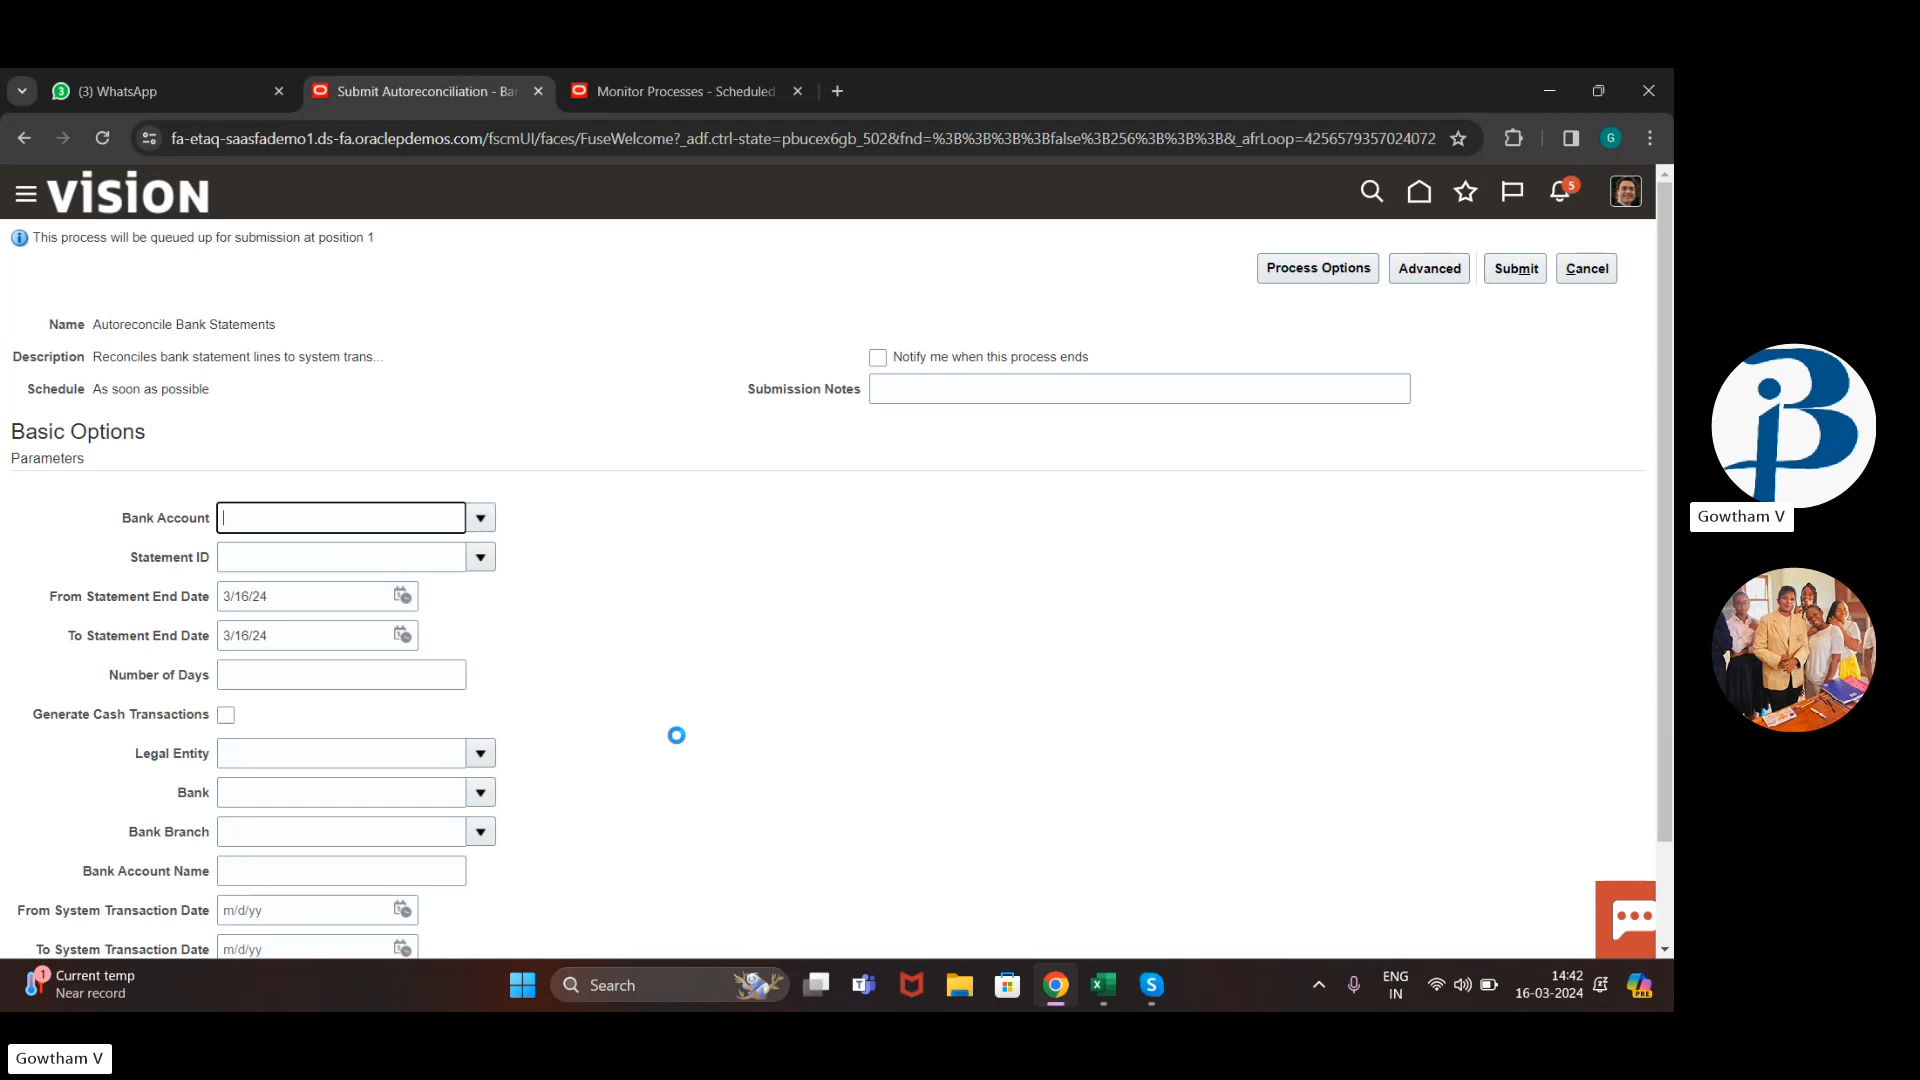 (3) WhatsApp
Submit Autoreconciliation - Ba
Monitor Processes - Scheduled
fa-etaq-saasfademo1.ds-fa.oraclepdemos.com/fscmUI/faces/FuseWelcome?_adf.ctrl-state=pbucex6gb_502&fnd=%3B%3B%3B%3Bfalse%3B256%3B%3B%3B&_afrLoop=4256579357024072
G
vision
5
This process will be queued up for submission at position 1
Process Options
Advanced
Submit
Cancel
Name Autoreconcile Bank Statements
Description Reconciles bank statement lines to system trans...
Notify me when this process ends
Schedule As soon as possible
Submission Notes
Basic Options
Parameters
Bank Account
Statement ID
From Statement End Date 3/16/24
To Statement End Date 3/16/24
Number of Days
Generate Cash Transactions
Legal Entity
Bank
Bank Branch
Bank Account Name
From System Transaction Date m/d/yy
To System Transaction Date m/d/yy
Gowtham V
1
Current temp
Near record
Search
ENG
IN
14:42
16-03-2024
PRE
Gowtham V